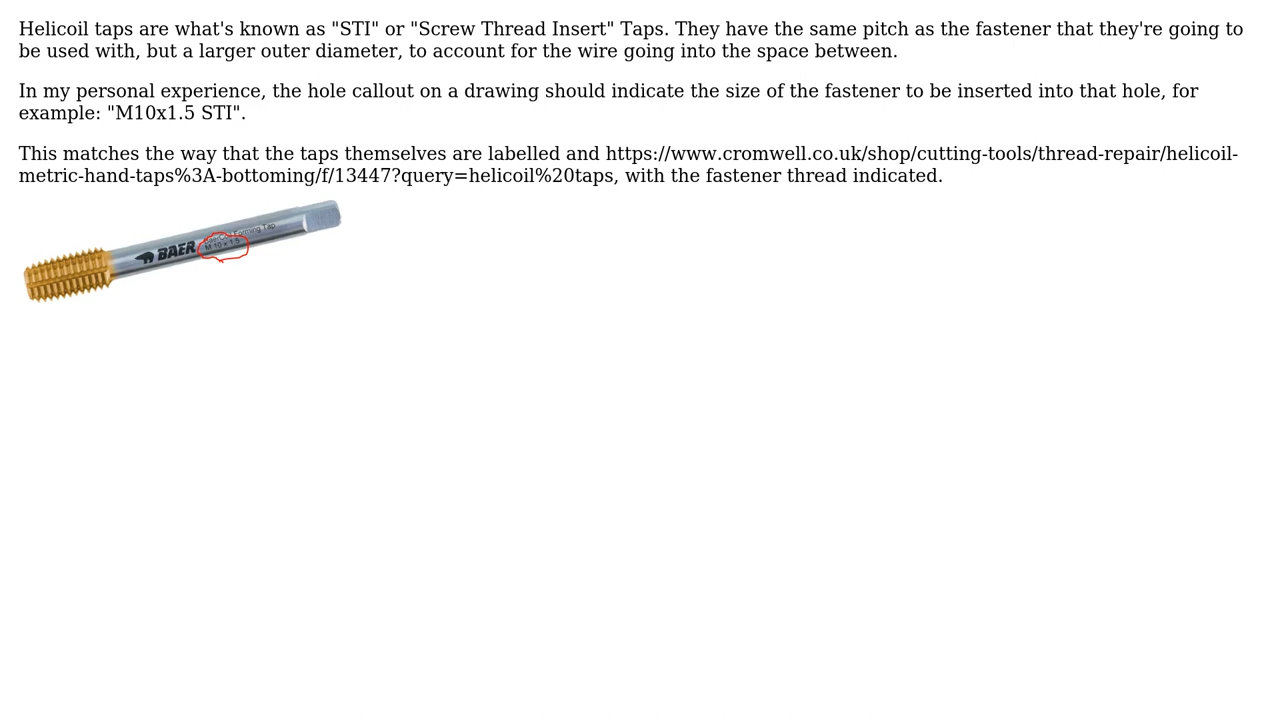 Helicoil taps are what's known as "STI" or "Screw Thread Insert" Taps. They have the same pitch as the fastener that they're going to
be used with, but a larger outer diameter, to account for the wire going into the space between.
In my personal experience, the hole callout on a drawing should indicate the size of the fastener to be inserted into that hole, for
example: "M10x1.5 STI".
This matches the way that the taps themselves are labelled and https://www.cromwell.co.uk/shop/cutting-tools/thread-repair/helicoil-
metric-hand-taps%3A-bottoming/f/13447?query=helicoil%20taps, with the fastener thread indicated.
Forming Tap
BAER M 10 x 1.5